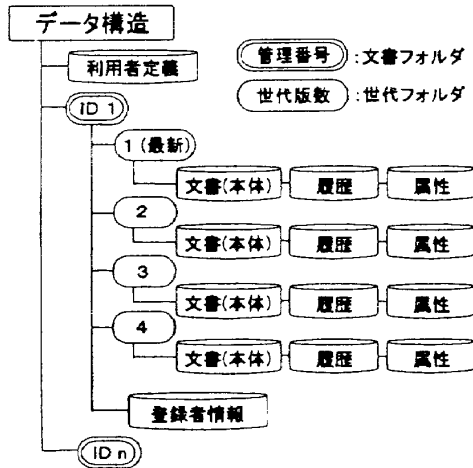 データ構造
管理番号 :文書フォルダ
利用者定義
世代版数 :世代フォルダ
ID 1
1 (最新)
文書(本体) 履歴 属性
2
文書(本体) 履歴 属性
3
文書(本体) 履歴 属性
4
文書(本体) 履歴 属性
登録者情報
ID n